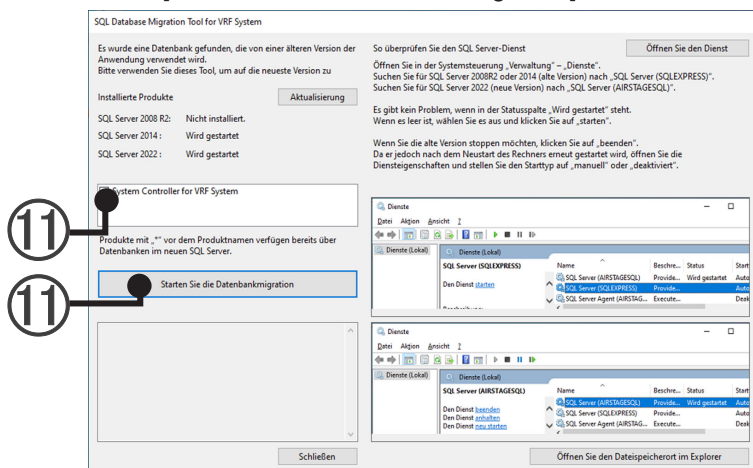 SQL Database Migration Tool for VRF System
Es wurde eine Datenbank gefunden, die von einer älteren Version der
Anwendung verwendet wird.
Bitte verwenden Sie dieses Tool, um auf die neueste Version zu
Installierte Produkte
Aktualisierung
SQL Server 2008 R2: Nicht installiert.
SQL Server 2014 : Wird gestartet
SQL Server 2022 : Wird gestartet
System Controller for VRF System
11
Produkte mit „*" vor dem Produktnamen verfügen bereits über
Datenbanken im neuen SQL Server.
Starten Sie die Datenbankmigration
11
Schließen
So überprüfen Sie den SQL Server-Dienst
Öffnen Sie den Dienst
Öffnen Sie in der Systemsteuerung „Verwaltung" – „Dienste".
Suchen Sie für SQL Server 2008R2 oder 2014 (alte Version) nach „SQL Server (SQLEXPRESS)".
Suchen Sie für SQL Server 2022 (neue Version) nach „SQL Server (AIRSTAGESQL)".
Es gibt kein Problem, wenn in der Statusspalte „Wird gestartet" steht.
Wenn es leer ist, wählen Sie es aus und klicken Sie auf „starten".
Wenn Sie die alte Version stoppen möchten, klicken Sie auf „beenden".
Da er jedoch nach dem Neustart des Rechners erneut gestartet wird, öffnen Sie die
Diensteigenschaften und stellen Sie den Starttyp auf „manuell" oder „deaktiviert".
Dienste
Datei Aktion Ansicht ?
Dienste (Lokal)
Dienste (Lokal)
SQL Server (SQLEXPRESS)
Den Dienst starten
Name Beschre... Status Start
SQL Server (AIRSTAGESQL) Provide... Wird gestartet Auto
SQL Server (SQLEXPRESS) Provide... Auto
SQL Server Agent (AIRSTAG... Execute... Deak
Dienste
Datei Aktion Ansicht ?
Dienste (Lokal)
Dienste (Lokal)
SQL Server (AIRSTAGESQL)
Den Dienst beenden
Den Dienst anhalten
Den Dienst neu starten
Name Beschre... Status Start
SQL Server (AIRSTAGESQL) Provide... Wird gestartet Auto
SQL Server (SQLEXPRESS) Provide... Auto
SQL Server Agent (AIRSTAG... Execute... Deak
Öffnen Sie den Dateispeicherort im Explorer